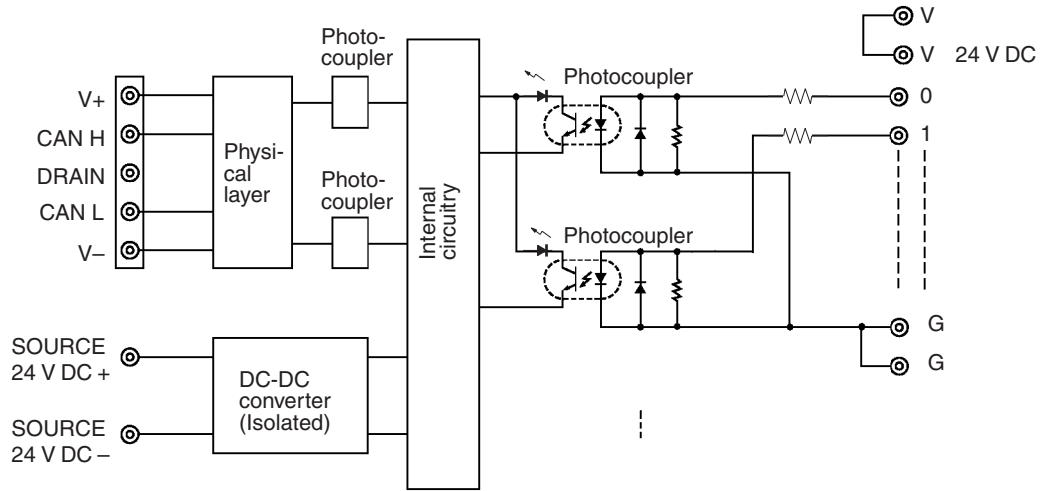 V
V 24 V DC
Photo-
coupler
Photocoupler
V+
0
CAN H
1
Physi-
cal
layer
DRAIN
Photo-
coupler
CAN L
V–
Internal
circuitry
Photocoupler
SOURCE
24 V DC +
G
G
DC-DC
converter
(Isolated)
SOURCE
24 V DC –